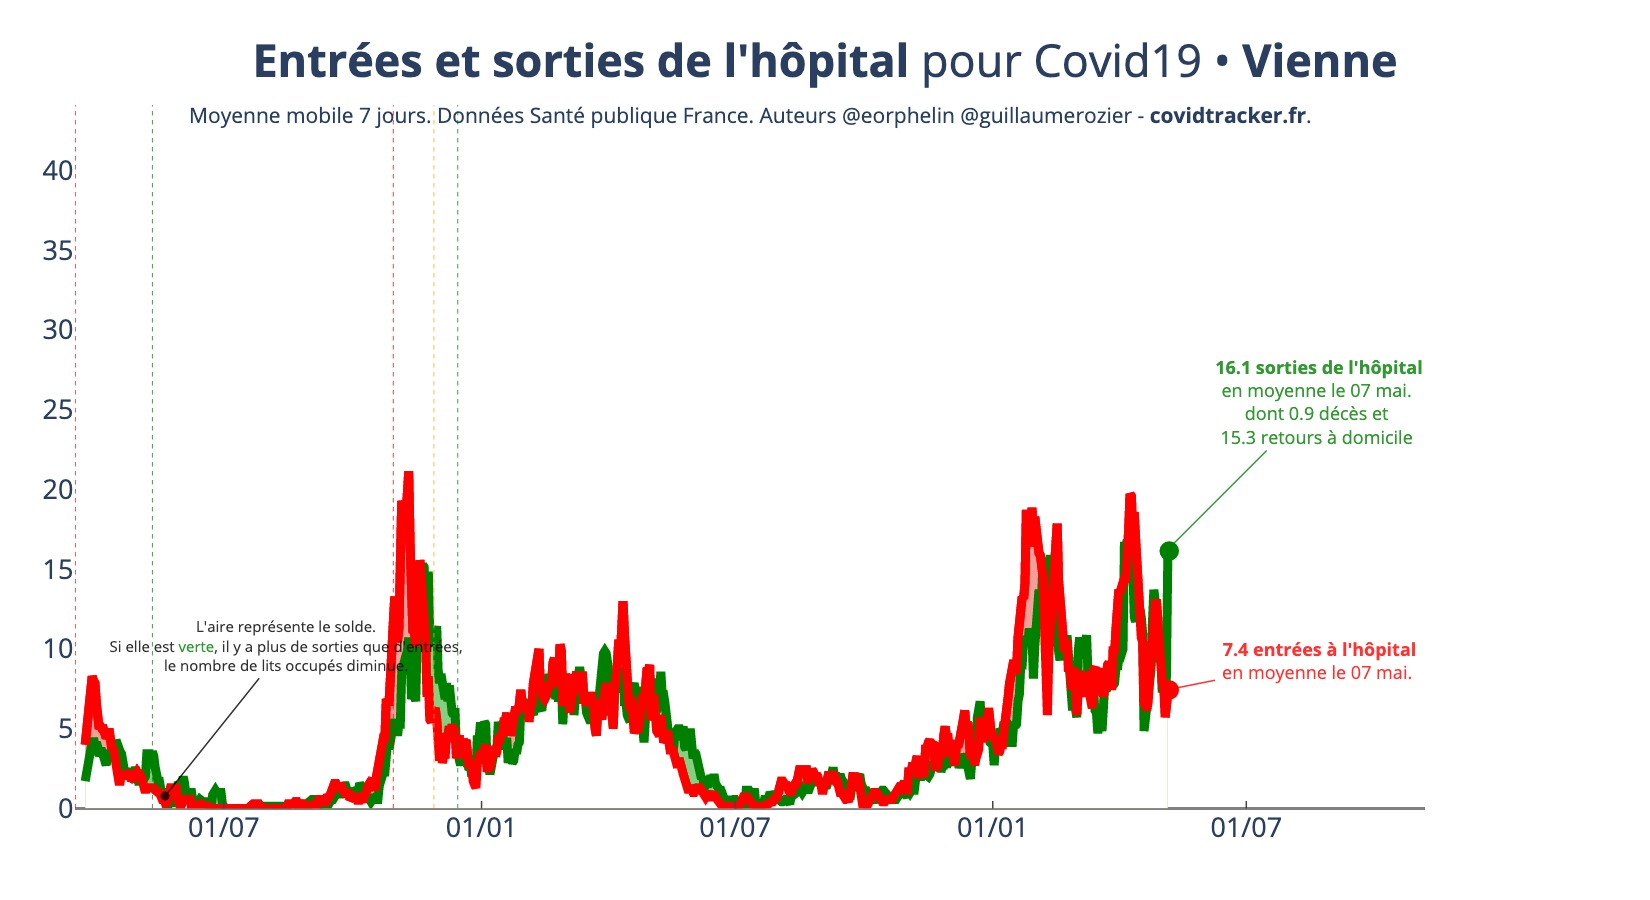 Entrées et sorties de l'hôpital pour Covid19 • Vienne
Moyenne mobile 7 jours. Données Santé publique France. Auteurs @eorphelin @guillaumerozier - covidtracker.fr.
40
35
30
25
20
15
10
5
0
16.1 sorties de l'hôpital
en moyenne le 07 mai.
dont 0.9 décès et
15.3 retours à domicile
L'aire représente le solde.
Si elle est verte, il y a plus de sorties que d'entrées,
le nombre de lits occupés diminue.
7.4 entrées à l'hôpital
en moyenne le 07 mai.
01/07
01/01
01/07
01/01
01/07